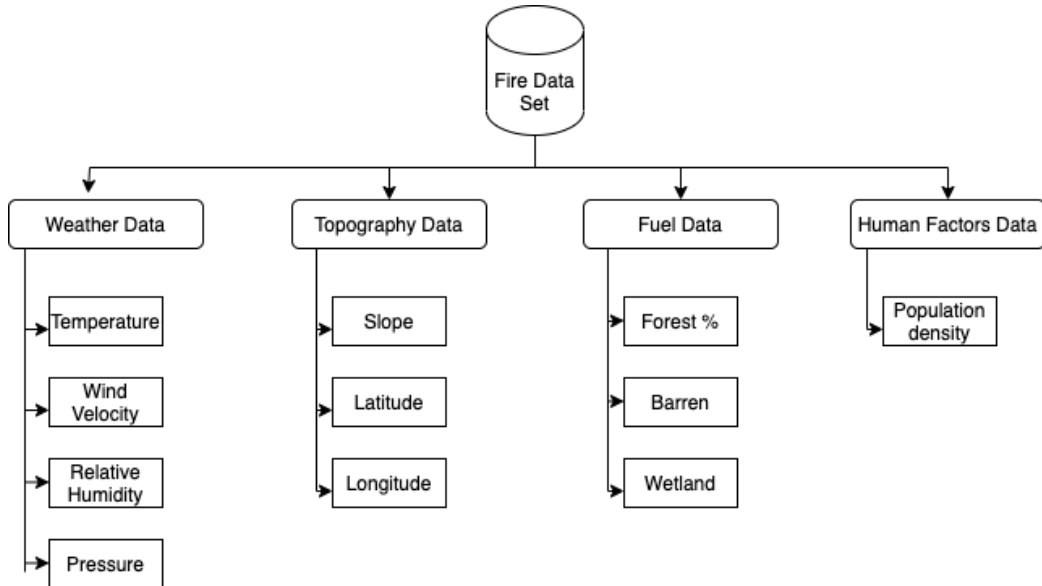 Fire Data
Set
Weather Data
Topography Data
Fuel Data
Human Factors Data
Temperature
Slope
Forest %
Population
density
Wind
Velocity
Latitude
Barren
Relative
Humidity
Longitude
Wetland
Pressure